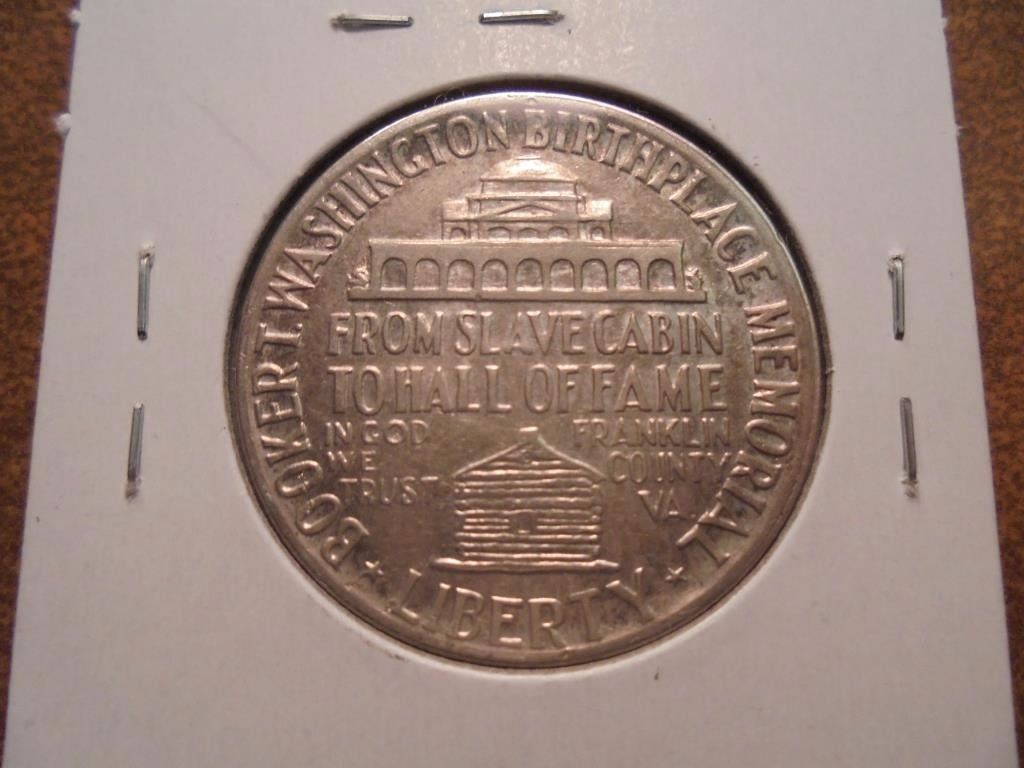 BOOKER T. WASHINGTON BIRTHPLACE MEMORIAL
FROM SLAVE CABIN
TO HALL OF FAME
IN GOD
WE
TRUST
FRANKLIN
COUNTY
VA.
LIBERTY